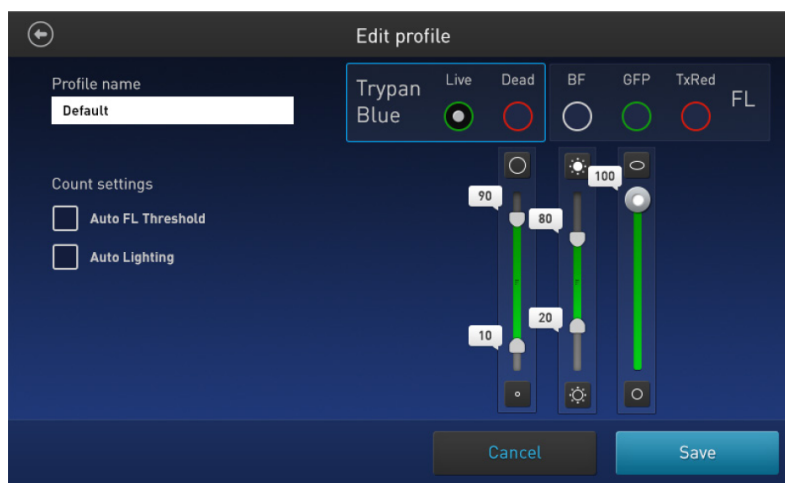 Edit profile
Profile name
Default
Trypan Blue
Live
Dead
BF
GFP
TxRed
FL
Count settings
Auto FL Threshold
Auto Lighting
90
10
80
20
100
Cancel
Save